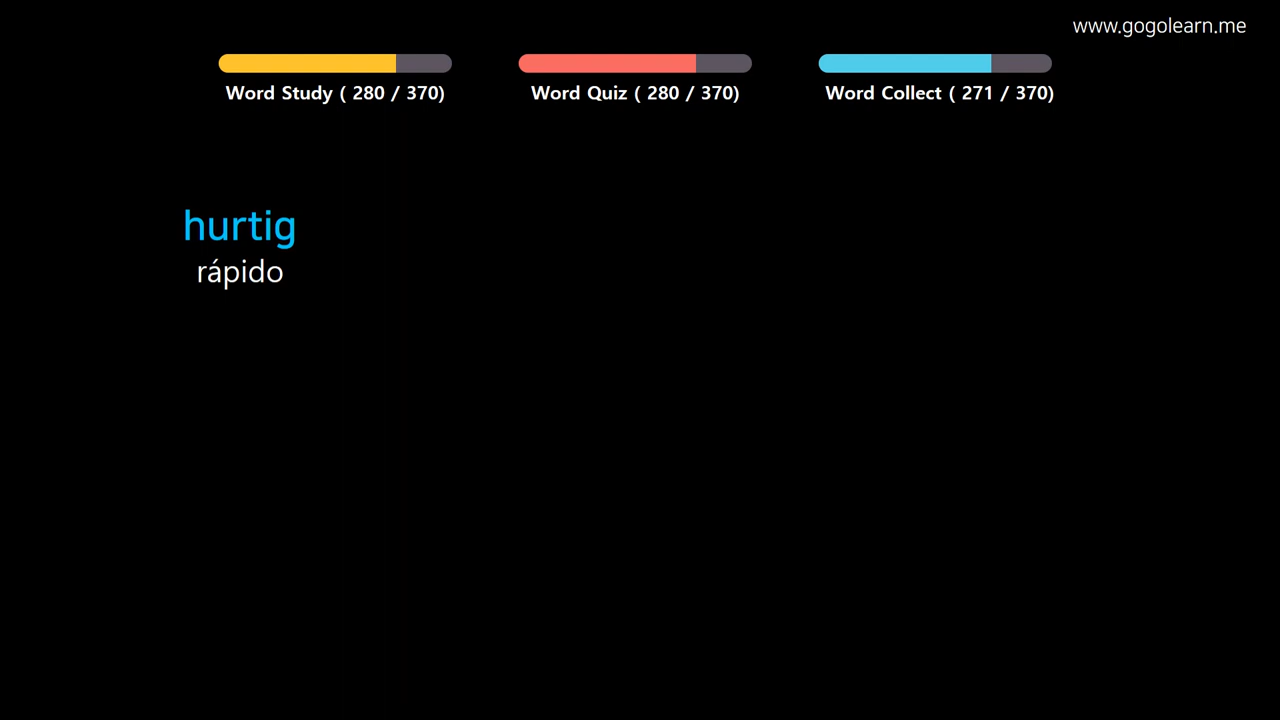 www.gogolearn.me
Word Study ( 280 / 370)
Word Quiz ( 280 / 370)
Word Collect ( 271 / 370)
hurtig
rápido